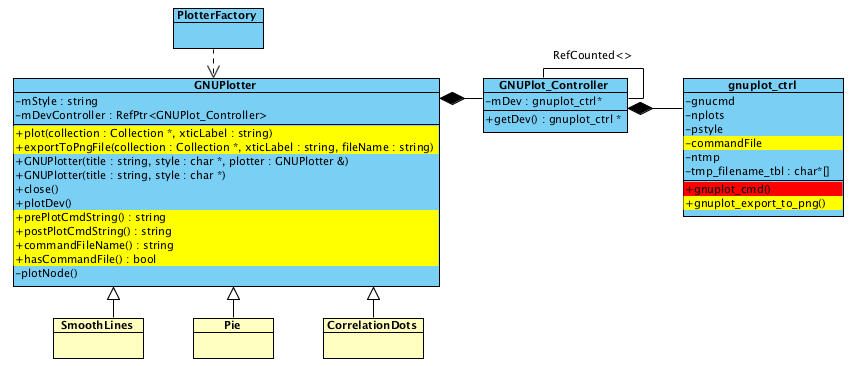 PlotterFactory
GNUPlotter
-mStyle : string
-mDevController : RefPtr<GNUPlot_Controller>
+plot(collection : Collection *, xticLabel : string)
+exportToPngFile(collection : Collection *, xticLabel : string, fileName : string)
+GNUPlotter(title : string, style : char *, plotter : GNUPlotter &)
+GNUPlotter(title : string, style : char *)
+close()
+plotDev()
+prePlotCmdString() : string
+postPlotCmdString() : string
+commandFileName() : string
+hasCommandFile() : bool
-plotNode()
RefCounted<>
GNUPlot_Controller
-mDev : gnuplot_ctrl*
+getDev() : gnuplot_ctrl *
gnuplot_ctrl
-gnucmd
-nplots
-pstyle
-commandFile
-ntmp
-tmp_filename_tbl : char*[]
+gnuplot_cmd()
+gnuplot_export_to_png()
SmoothLines
Pie
CorrelationDots